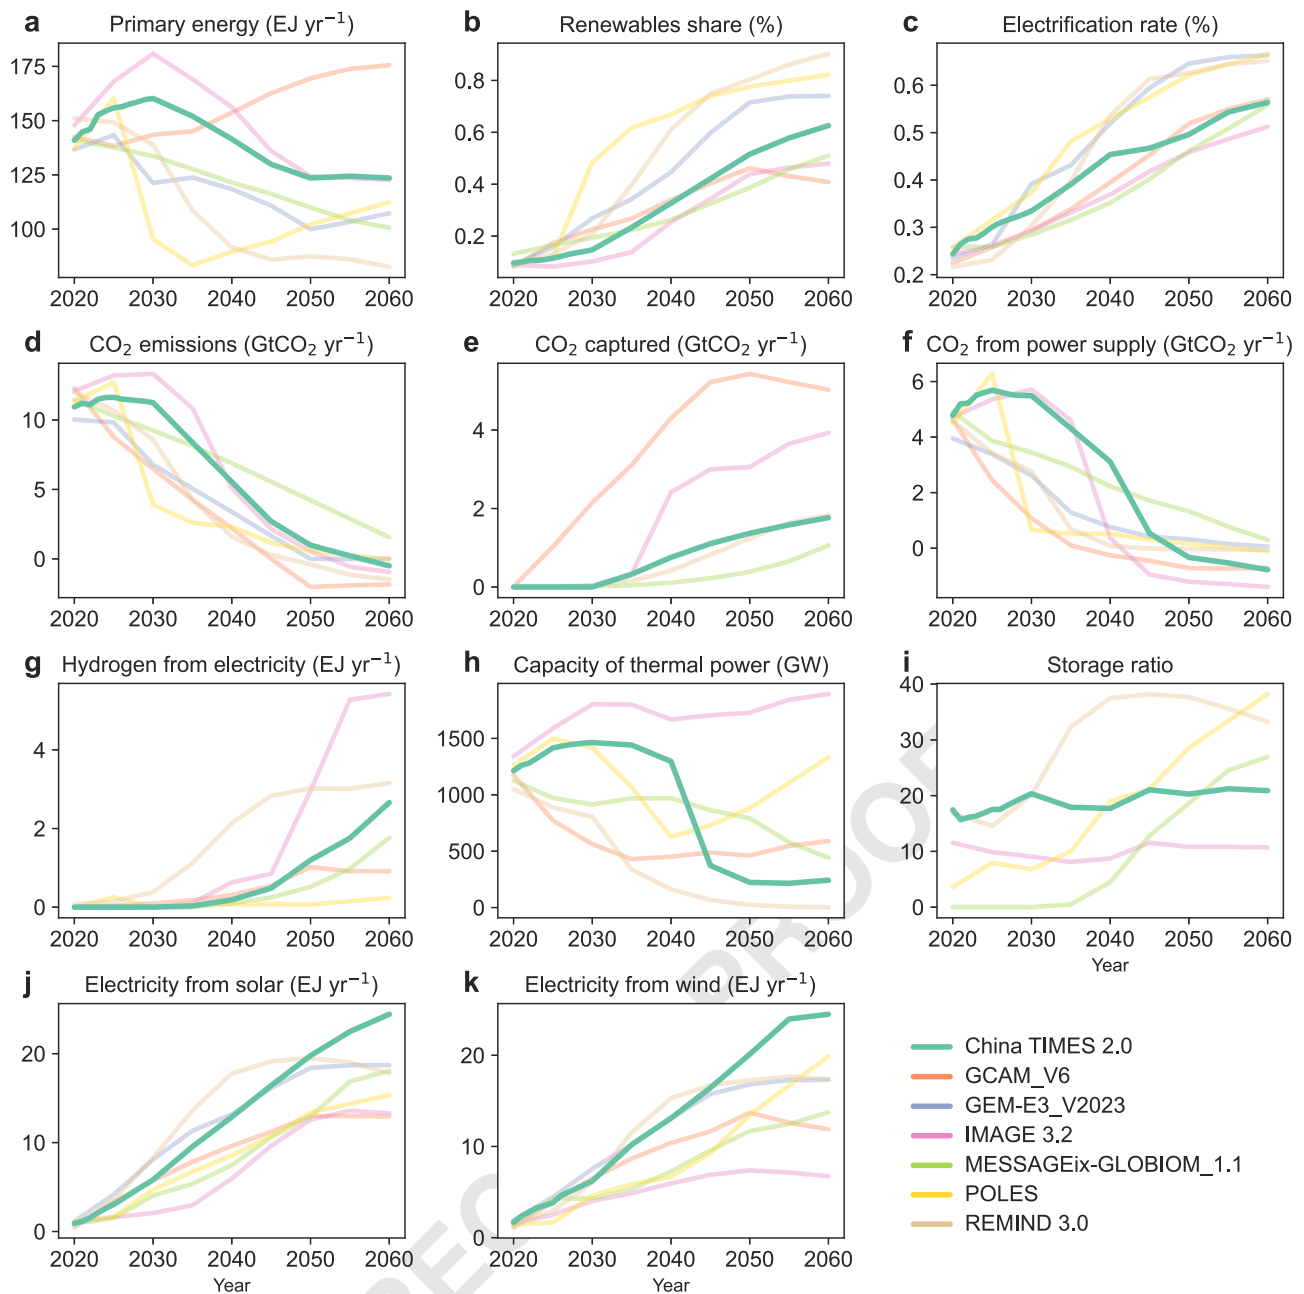 a Primary energy (EJ yr⁻¹)
175
150
125
100
2020 2030 2040 2050 2060
b Renewables share (%)
0.8
0.6
0.4
0.2
2020 2030 2040 2050 2060
c Electrification rate (%)
0.6
0.5
0.4
0.3
0.2
2020 2030 2040 2050 2060
d CO₂ emissions (GtCO₂ yr⁻¹)
10
5
0
2020 2030 2040 2050 2060
e CO₂ captured (GtCO₂ yr⁻¹)
4
2
0
2020 2030 2040 2050 2060
f CO₂ from power supply (GtCO₂ yr⁻¹)
6
4
2
0
2020 2030 2040 2050 2060
g Hydrogen from electricity (EJ yr⁻¹)
4
2
0
2020 2030 2040 2050 2060
h Capacity of thermal power (GW)
1500
1000
500
0
2020 2030 2040 2050 2060
i Storage ratio
40
30
20
10
0
2020 2030 2040 2050 2060
Year
j Electricity from solar (EJ yr⁻¹)
20
10
0
2020 2030 2040 2050 2060
Year
k Electricity from wind (EJ yr⁻¹)
20
10
0
2020 2030 2040 2050 2060
Year
China TIMES 2.0
GCAM_V6
GEM-E3_V2023
IMAGE 3.2
MESSAGEix-GLOBIOM_1.1
POLES
REMIND 3.0